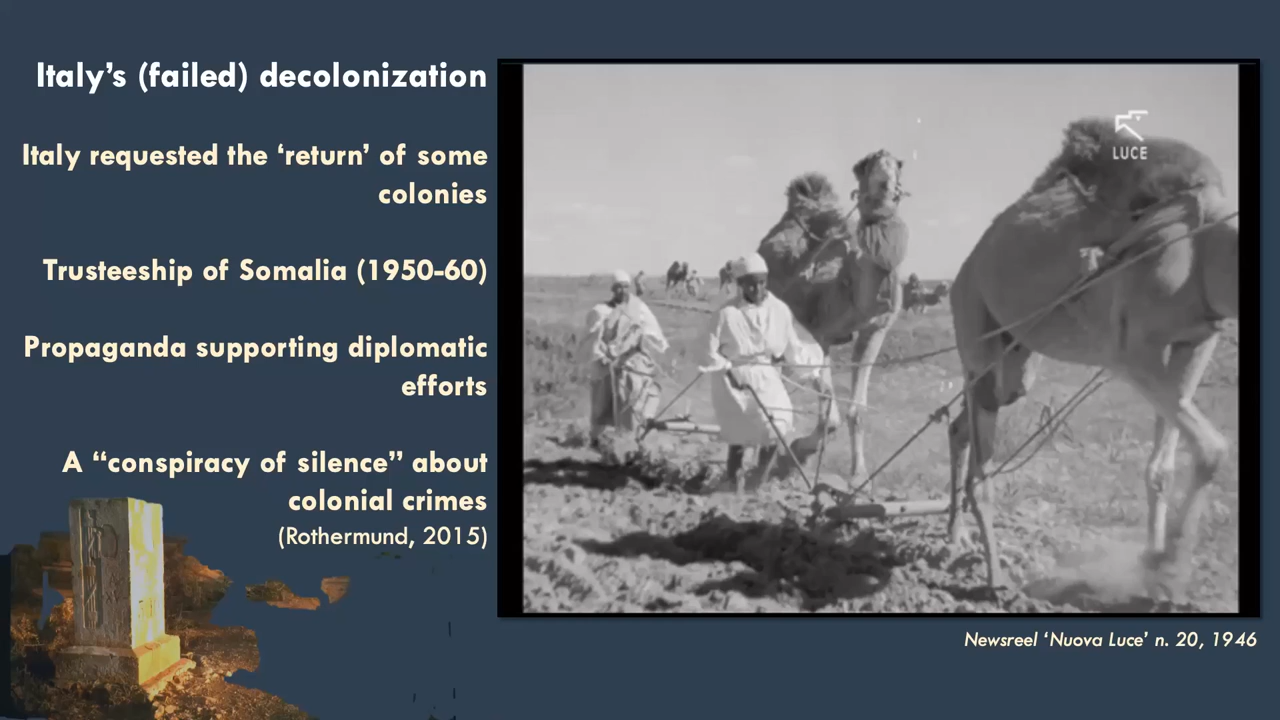 Italy’s (failed) decolonization
Italy requested the ‘return’ of some
colonies
Trusteeship of Somalia (1950-60)
Propaganda supporting diplomatic
efforts
A “conspiracy of silence” about
colonial crimes
(Rothermund, 2015)
LUCE
Newsreel ‘Nuova Luce’ n. 20, 1946